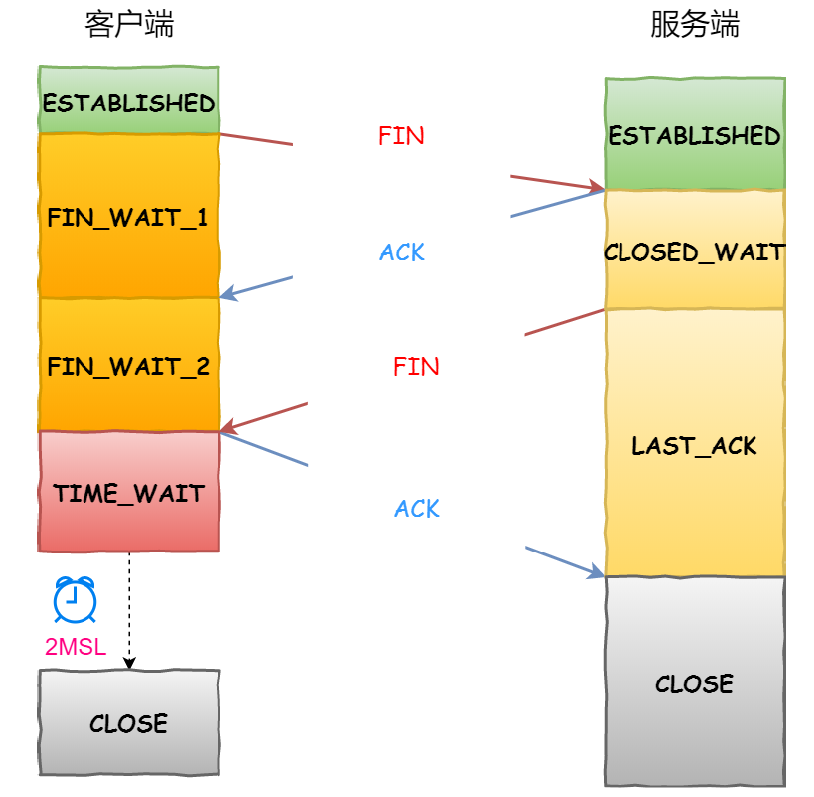 客户端
服务端
ESTABLISHED
ESTABLISHED
FIN
FIN_WAIT_1
ACK
CLOSED_WAIT
FIN_WAIT_2
FIN
LAST_ACK
TIME_WAIT
ACK
2MSL
CLOSE
CLOSE